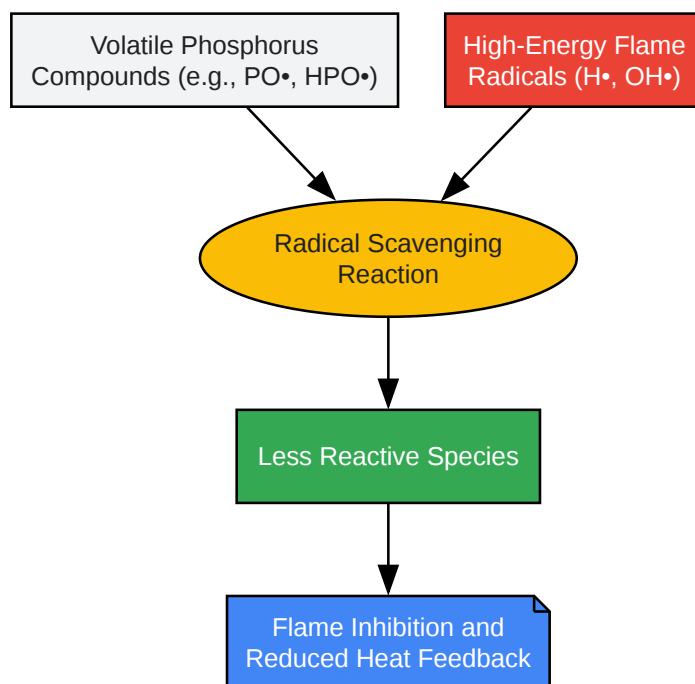 Volatile Phosphorus
Compounds (e.g., PO•, HPO•)
High-Energy Flame
Radicals (H•, OH•)
Radical Scavenging
Reaction
Less Reactive Species
Flame Inhibition and
Reduced Heat Feedback